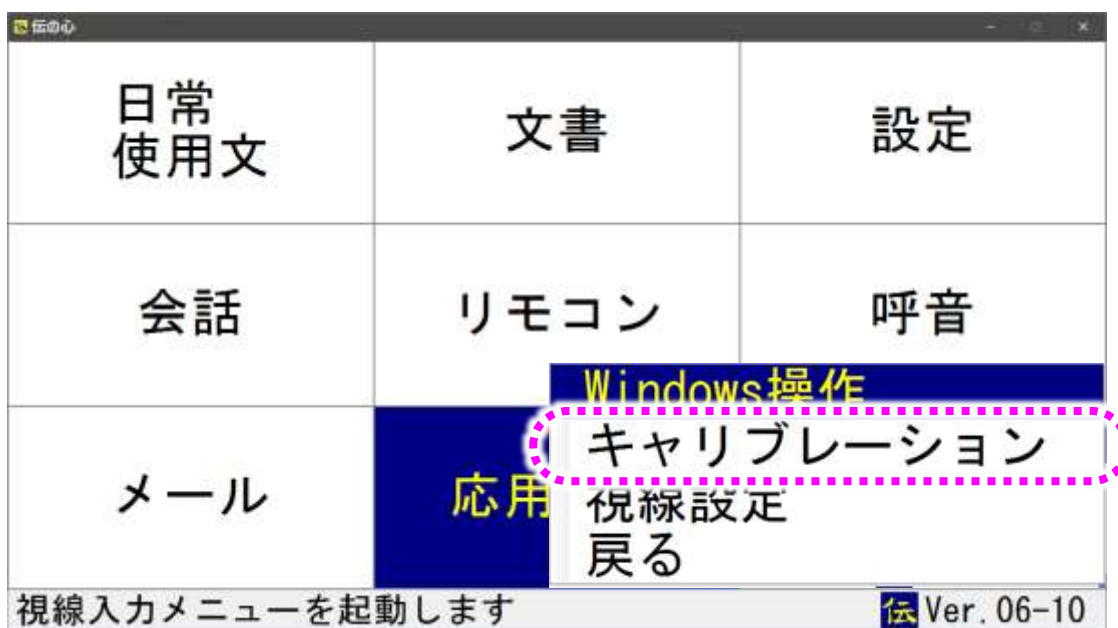 伝の心
日常
使用文
文書
設定
会話
リモコン
呼音
メール
応用
Windows操作
キャリブレーション
視線設定
戻る
視線入力メニューを起動します
伝 Ver. 06-10